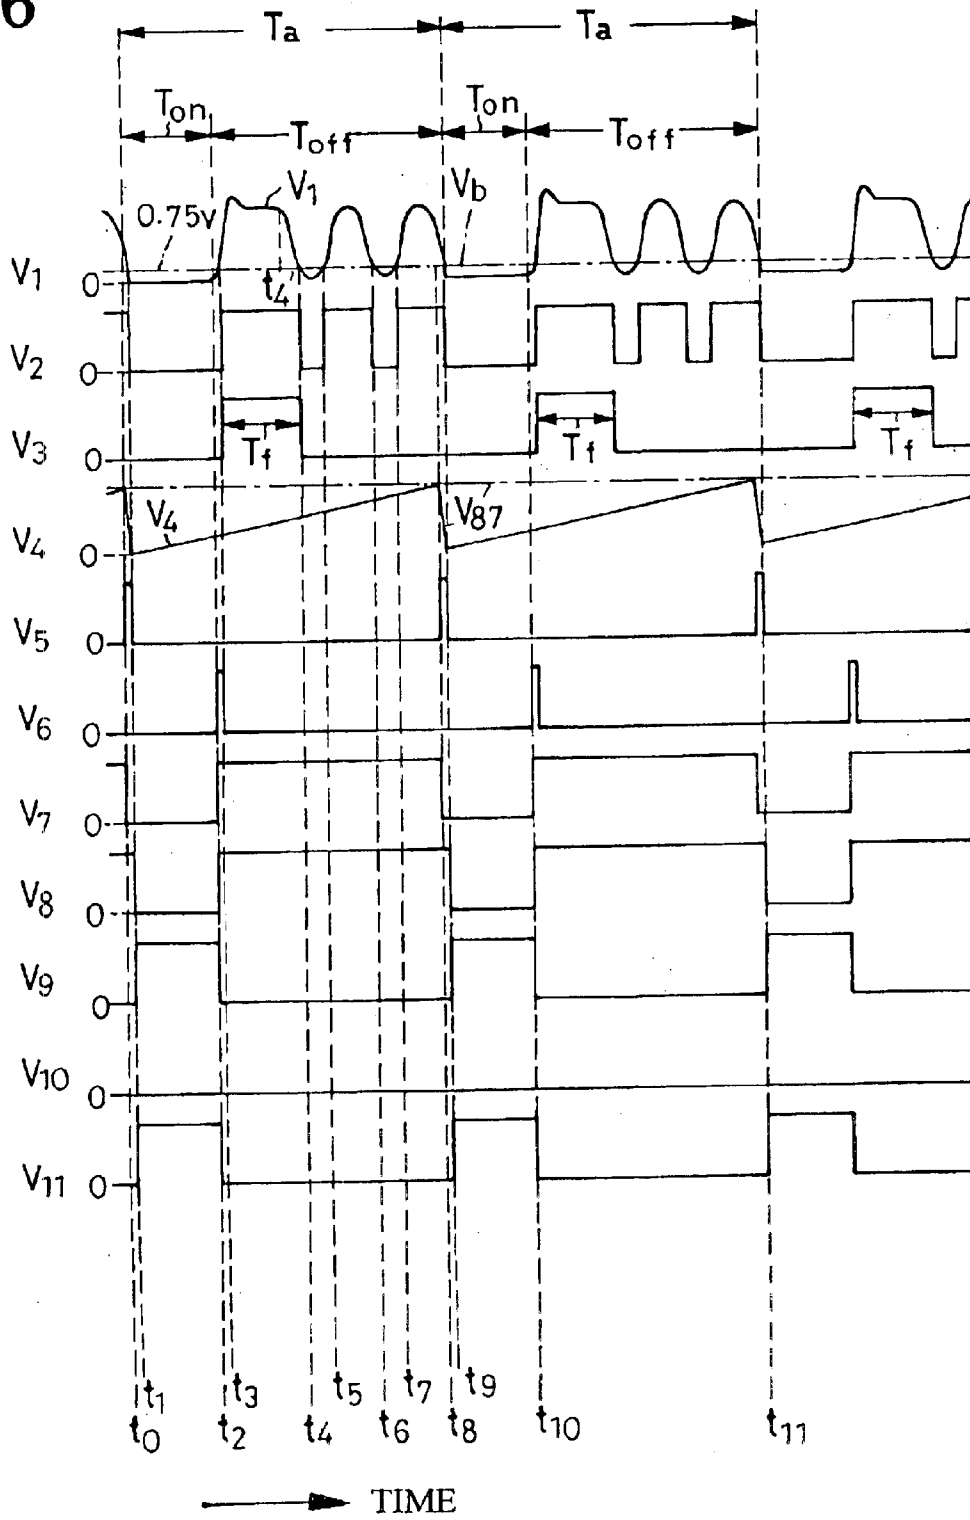 6
Ta Ta
Ton Toff Ton Toff
V1 0.75v V1 Vb
0 t4'
V2 0
V3 0 Tf Tf Tf
V4 0 V4 V87
V5 0
V6 0
V7 0
V8 0
V9 0
V10 0
V11 0
t1 t3 t5 t7 t9
t0 t2 t4 t6 t8 t10 t11
TIME